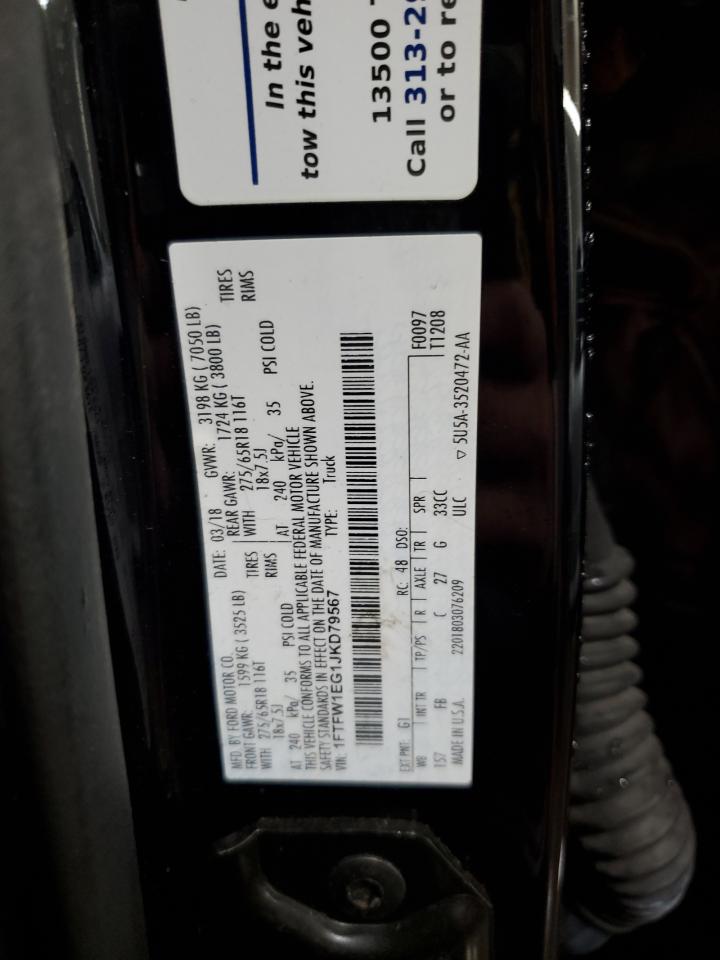 In the e
tow this veh
13500
Call 313-29
or to re
MFD. BY FORD MOTOR CO. DATE: 03/18 GVWR: 3198 KG ( 7050 LB)
FRONT GAWR: 1599 KG ( 3525 LB) REAR GAWR: 1724 KG ( 3800 LB)
WITH 275/65R18 116T TIRES WITH 275/65R18 116T TIRES
18x7.5J RIMS 18x7.5J RIMS
AT 240 kPa/ 35 PSI COLD AT 240 kPa/ 35 PSI COLD
THIS VEHICLE CONFORMS TO ALL APPLICABLE FEDERAL MOTOR VEHICLE
SAFETY STANDARDS IN EFFECT ON THE DATE OF MANUFACTURE SHOWN ABOVE.
VIN: 1FTFW1EG1JKD79567 TYPE: Truck
EXT PNT: G1 RC: 48 DSO: F0097
WB INT TR TP/PS R AXLE TR SPR T1208
157 FB C 27 G 33CC
MADE IN U.S.A. 2201803076209 ULC ▽ 5U5A-3520472-AA